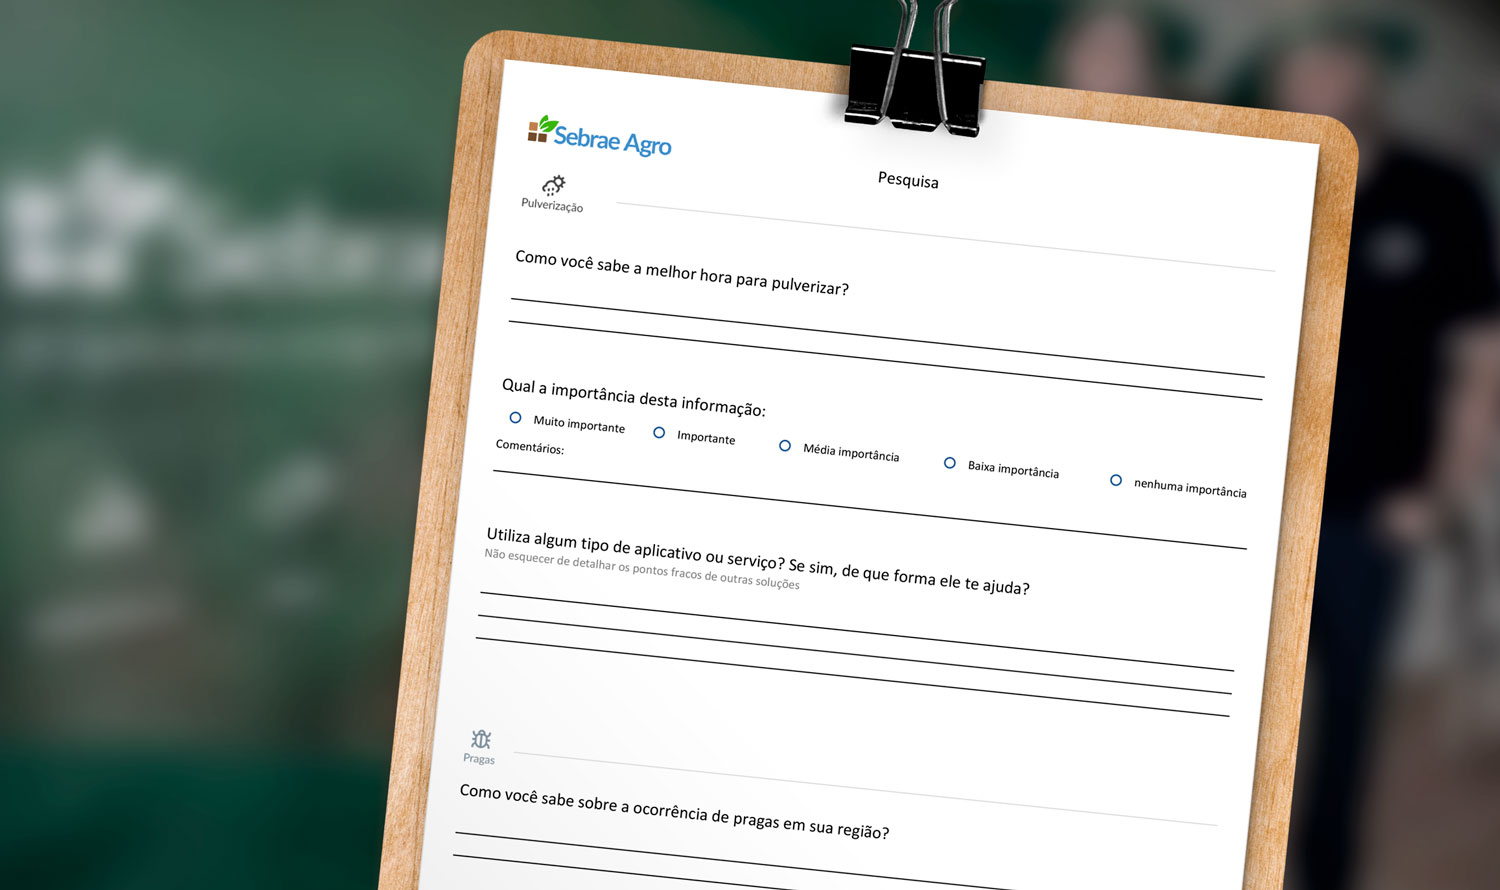 Sebrae Agro
Pesquisa
Pulverização
Como você sabe a melhor hora para pulverizar?
Qual a importância desta informação:
Muito importante
Importante
Média importância
Baixa importância
nenhuma importância
Comentários:
Utiliza algum tipo de aplicativo ou serviço? Se sim, de que forma ele te ajuda?
Não esquecer de detalhar os pontos fracos de outras soluções
Pragas
Como você sabe sobre a ocorrência de pragas em sua região?